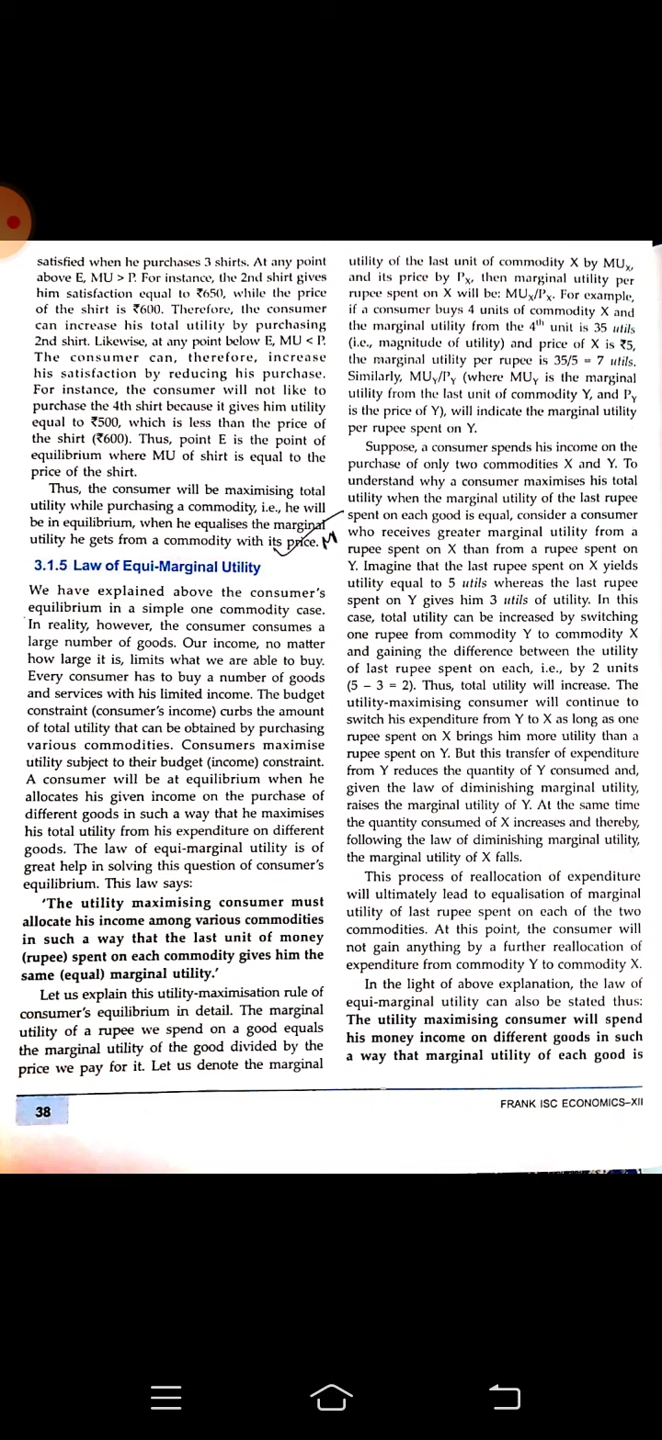 satisfied when he purchases 3 shirts. At any point
above E, MU > P. For instance, the 2nd shirt gives
him satisfaction equal to ₹650, while the price
of the shirt is ₹600. Therefore, the consumer
can increase his total utility by purchasing
2nd shirt. Likewise, at any point below E, MU < P.
The consumer can, therefore, increase
his satisfaction by reducing his purchase.
For instance, the consumer will not like to
purchase the 4th shirt because it gives him utility
equal to ₹500, which is less than the price of
the shirt (₹600). Thus, point E is the point of
equilibrium where MU of shirt is equal to the
price of the shirt.
Thus, the consumer will be maximising total
utility while purchasing a commodity, i.e., he will
be in equilibrium, when he equalises the marginal
utility he gets from a commodity with its price.
3.1.5 Law of Equi-Marginal Utility
We have explained above the consumer's
equilibrium in a simple one commodity case.
In reality, however, the consumer consumes a
large number of goods. Our income, no matter
how large it is, limits what we are able to buy.
Every consumer has to buy a number of goods
and services with his limited income. The budget
constraint (consumer's income) curbs the amount
of total utility that can be obtained by purchasing
various commodities. Consumers maximise
utility subject to their budget (income) constraint.
A consumer will be at equilibrium when he
allocates his given income on the purchase of
different goods in such a way that he maximises
his total utility from his expenditure on different
goods. The law of equi-marginal utility is of
great help in solving this question of consumer's
equilibrium. This law says:
'The utility maximising consumer must
allocate his income among various commodities
in such a way that the last unit of money
(rupee) spent on each commodity gives him the
same (equal) marginal utility.'
Let us explain this utility-maximisation rule of
consumer's equilibrium in detail. The marginal
utility of a rupee we spend on a good equals
the marginal utility of the good divided by the
price we pay for it. Let us denote the marginal
utility of the last unit of commodity X by MUₓ,
and its price by Pₓ, then marginal utility per
rupee spent on X will be: MUₓ/Pₓ. For example,
if a consumer buys 4 units of commodity X and
the marginal utility from the 4th unit is 35 utils
(i.e., magnitude of utility) and price of X is ₹5,
the marginal utility per rupee is 35/5 = 7 utils.
Similarly, MUY/PY (where MUY is the marginal
utility from the last unit of commodity Y, and PY
is the price of Y), will indicate the marginal utility
per rupee spent on Y.
Suppose, a consumer spends his income on the
purchase of only two commodities X and Y. To
understand why a consumer maximises his total
utility when the marginal utility of the last rupee
spent on each good is equal, consider a consumer
who receives greater marginal utility from a
rupee spent on X than from a rupee spent on
Y. Imagine that the last rupee spent on X yields
utility equal to 5 utils whereas the last rupee
spent on Y gives him 3 utils of utility. In this
case, total utility can be increased by switching
one rupee from commodity Y to commodity X
and gaining the difference between the utility
of last rupee spent on each, i.e., by 2 units
(5 – 3 = 2). Thus, total utility will increase. The
utility-maximising consumer will continue to
switch his expenditure from Y to X as long as one
rupee spent on X brings him more utility than a
rupee spent on Y. But this transfer of expenditure
from Y reduces the quantity of Y consumed and,
given the law of diminishing marginal utility,
raises the marginal utility of Y. At the same time
the quantity consumed of X increases and thereby,
following the law of diminishing marginal utility,
the marginal utility of X falls.
This process of reallocation of expenditure
will ultimately lead to equalisation of marginal
utility of last rupee spent on each of the two
commodities. At this point, the consumer will
not gain anything by a further reallocation of
expenditure from commodity Y to commodity X.
In the light of above explanation, the law of
equi-marginal utility can also be stated thus:
The utility maximising consumer will spend
his money income on different goods in such
a way that marginal utility of each good is
38
FRANK ISC ECONOMICS–XII